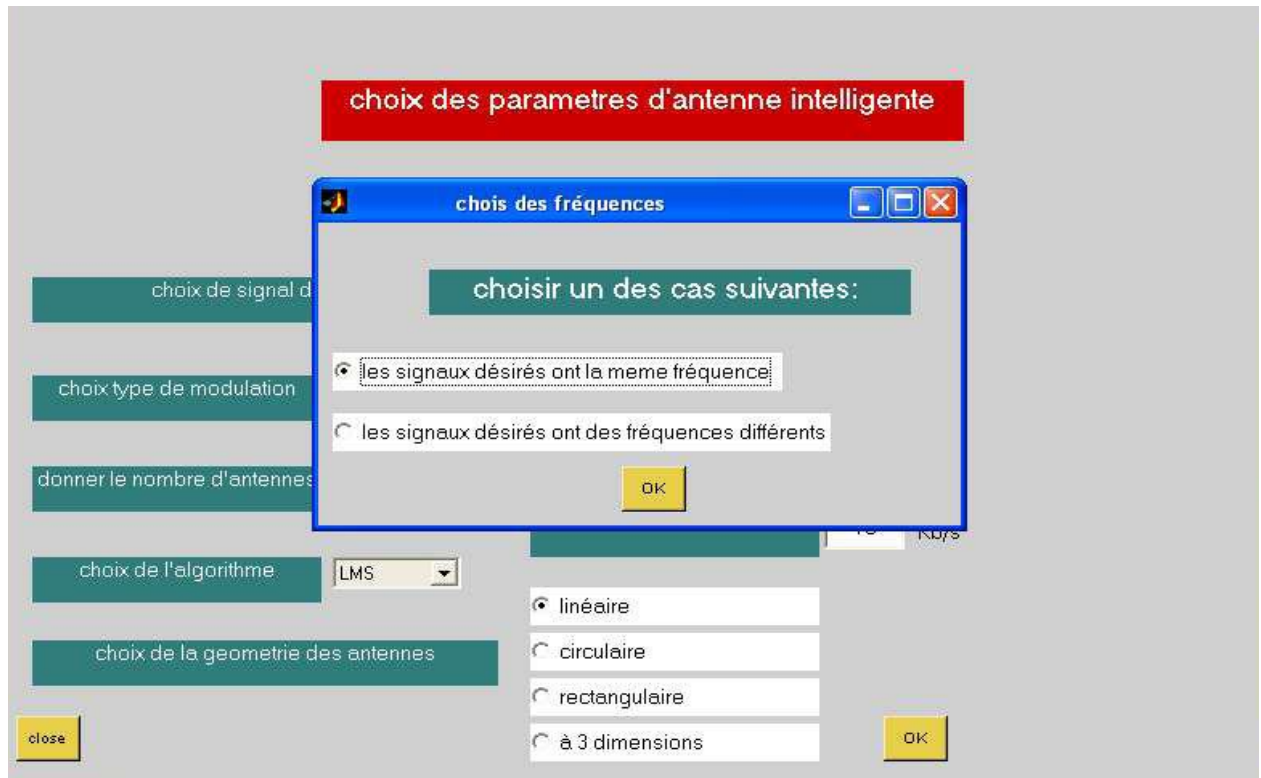 choix des parametres d'antenne intelligente
chois des fréquences
choisir un des cas suivantes:
choix de signal d
les signaux désirés ont la meme fréquence
choix type de modulation
les signaux désirés ont des fréquences différents
donner le nombre d'antennes
OK
Kb/s
choix de l'algorithme
LMS
linéaire
choix de la geometrie des antennes
circulaire
rectangulaire
close
à 3 dimensions
OK